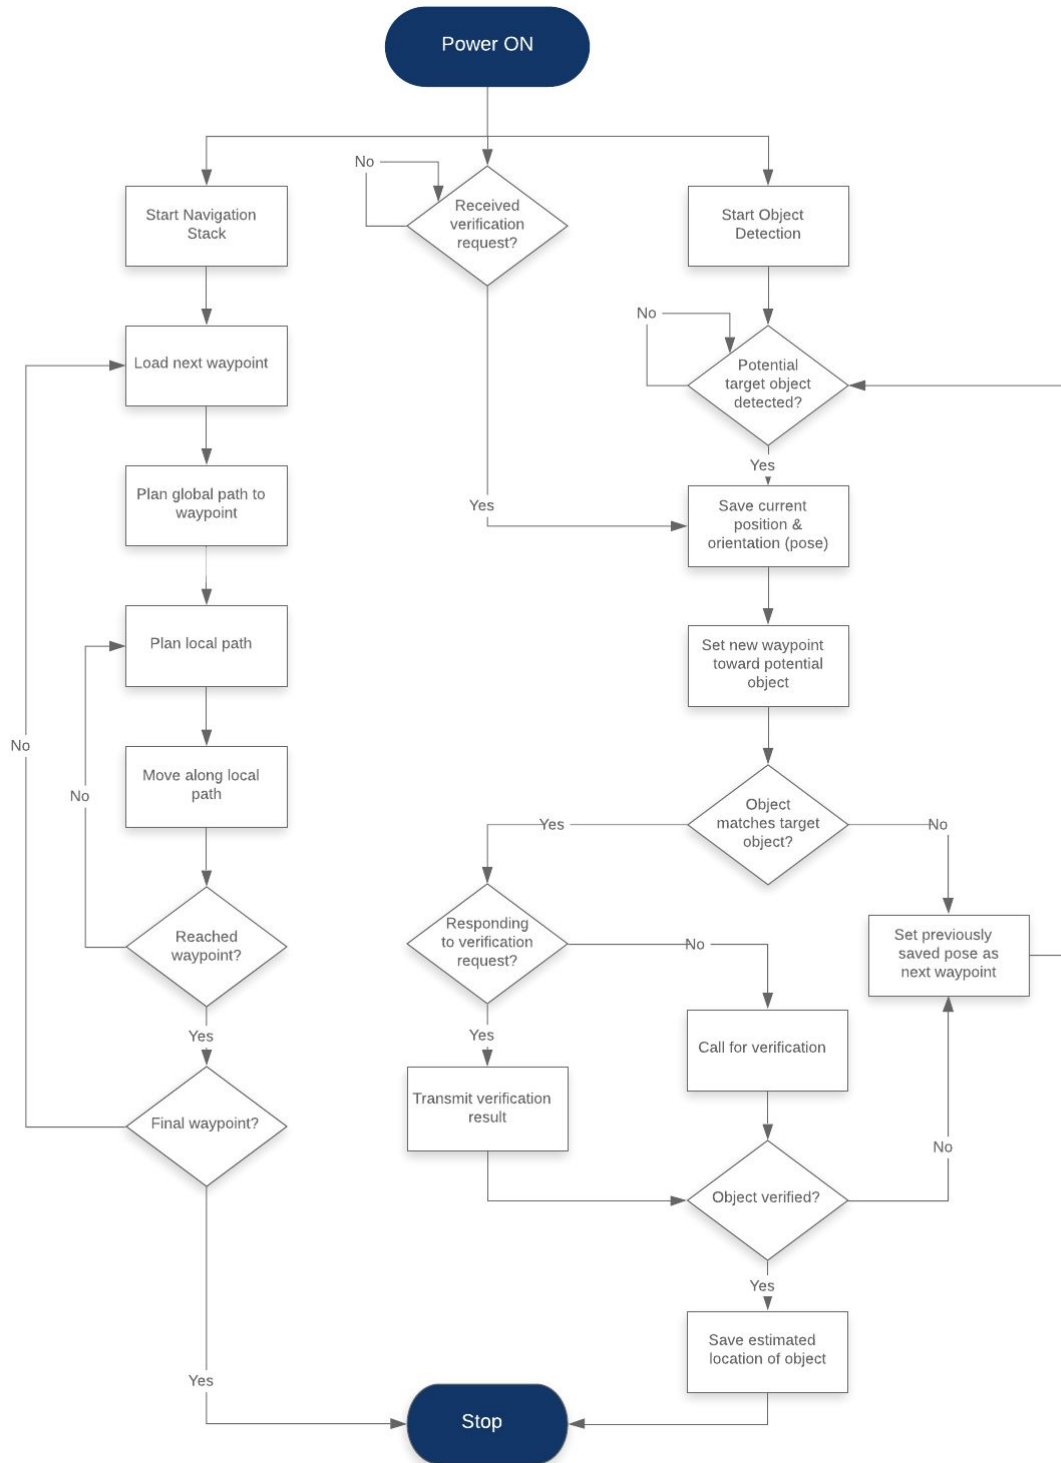 Power ON
No
Received
verification
request?
Start Navigation
Stack
Start Object
Detection
No
Potential
target object
detected?
Load next waypoint
Yes
Plan global path to
waypoint
Yes
Save current
position &
orientation (pose)
Plan local path
Set new waypoint
toward potential
object
No
No
Move along local
path
Object
matches target
object?
Yes
No
Reached
waypoint?
Responding
to verification
request?
No
Set previously
saved pose as
next waypoint
Yes
Yes
Call for verification
Final waypoint?
Transmit verification
result
No
Object verified?
Yes
Save estimated
location of object
Yes
Stop